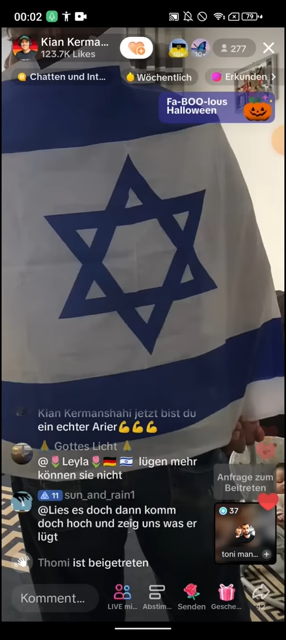 00:02
79
Kian Kerma...
123.7K Likes
277
Chatten und Int...
Wöchentlich
Erkunden
Fa-BOO-lous
Halloween
Kian Kermanshahi jetzt bist du
ein echter Arier💪💪💪
Gottes Licht
@🌷Leyla🌷🇩🇪🇮🇱 lügen mehr
können sie nicht
11 sun_and_rain1
@Lies es doch dann komm
doch hoch und zeig uns was er
lügt
Thomi ist beigetreten
Anfrage zum
Beitreten
37
toni man...
Komment...
LIVE mi...
Abstim...
Senden
Gesche...